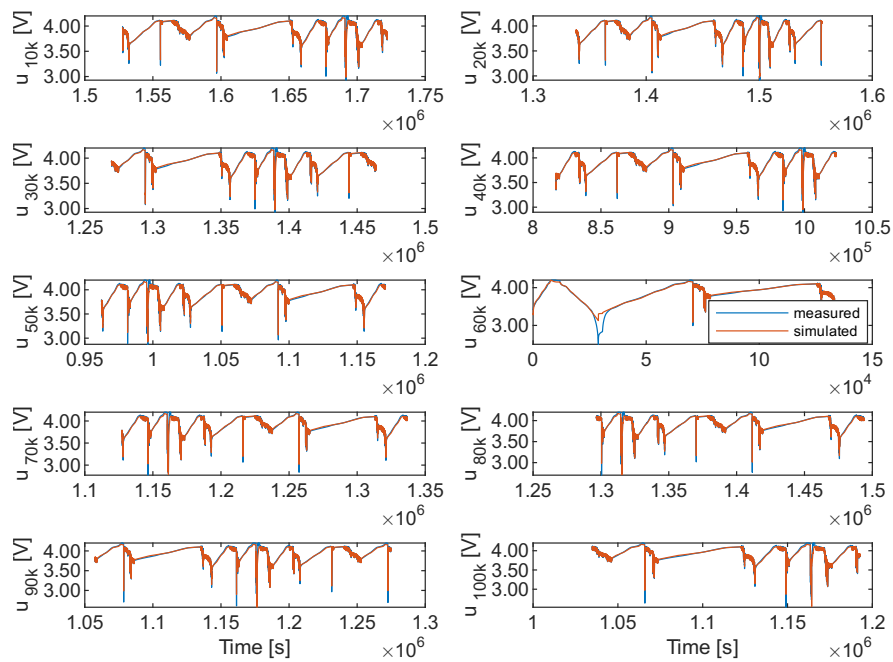 4.00
3.50
3.00
u 10k [V]
1.5 1.55 1.6 1.65 1.7 1.75
×10^6
4.00
3.50
3.00
u 20k [V]
1.3 1.4 1.5 1.6
×10^6
4.00
3.50
3.00
u 30k [V]
1.25 1.3 1.35 1.4 1.45 1.5
×10^6
4.00
3.50
3.00
u 40k [V]
8 8.5 9 9.5 10 10.5
×10^5
4.00
3.50
3.00
u 50k [V]
0.95 1 1.05 1.1 1.15 1.2
×10^6
4.00
3.00
u 60k [V]
measured
simulated
0 5 10 15
×10^4
4.00
3.50
3.00
u 70k [V]
1.1 1.15 1.2 1.25 1.3 1.35
×10^6
4.00
3.50
3.00
u 80k [V]
1.25 1.3 1.35 1.4 1.45 1.5
×10^6
4.00
3.50
3.00
u 90k [V]
1.05 1.1 1.15 1.2 1.25 1.3
Time [s]
×10^6
4.00
3.50
3.00
u 100k [V]
1 1.05 1.1 1.15 1.2
Time [s]
×10^6